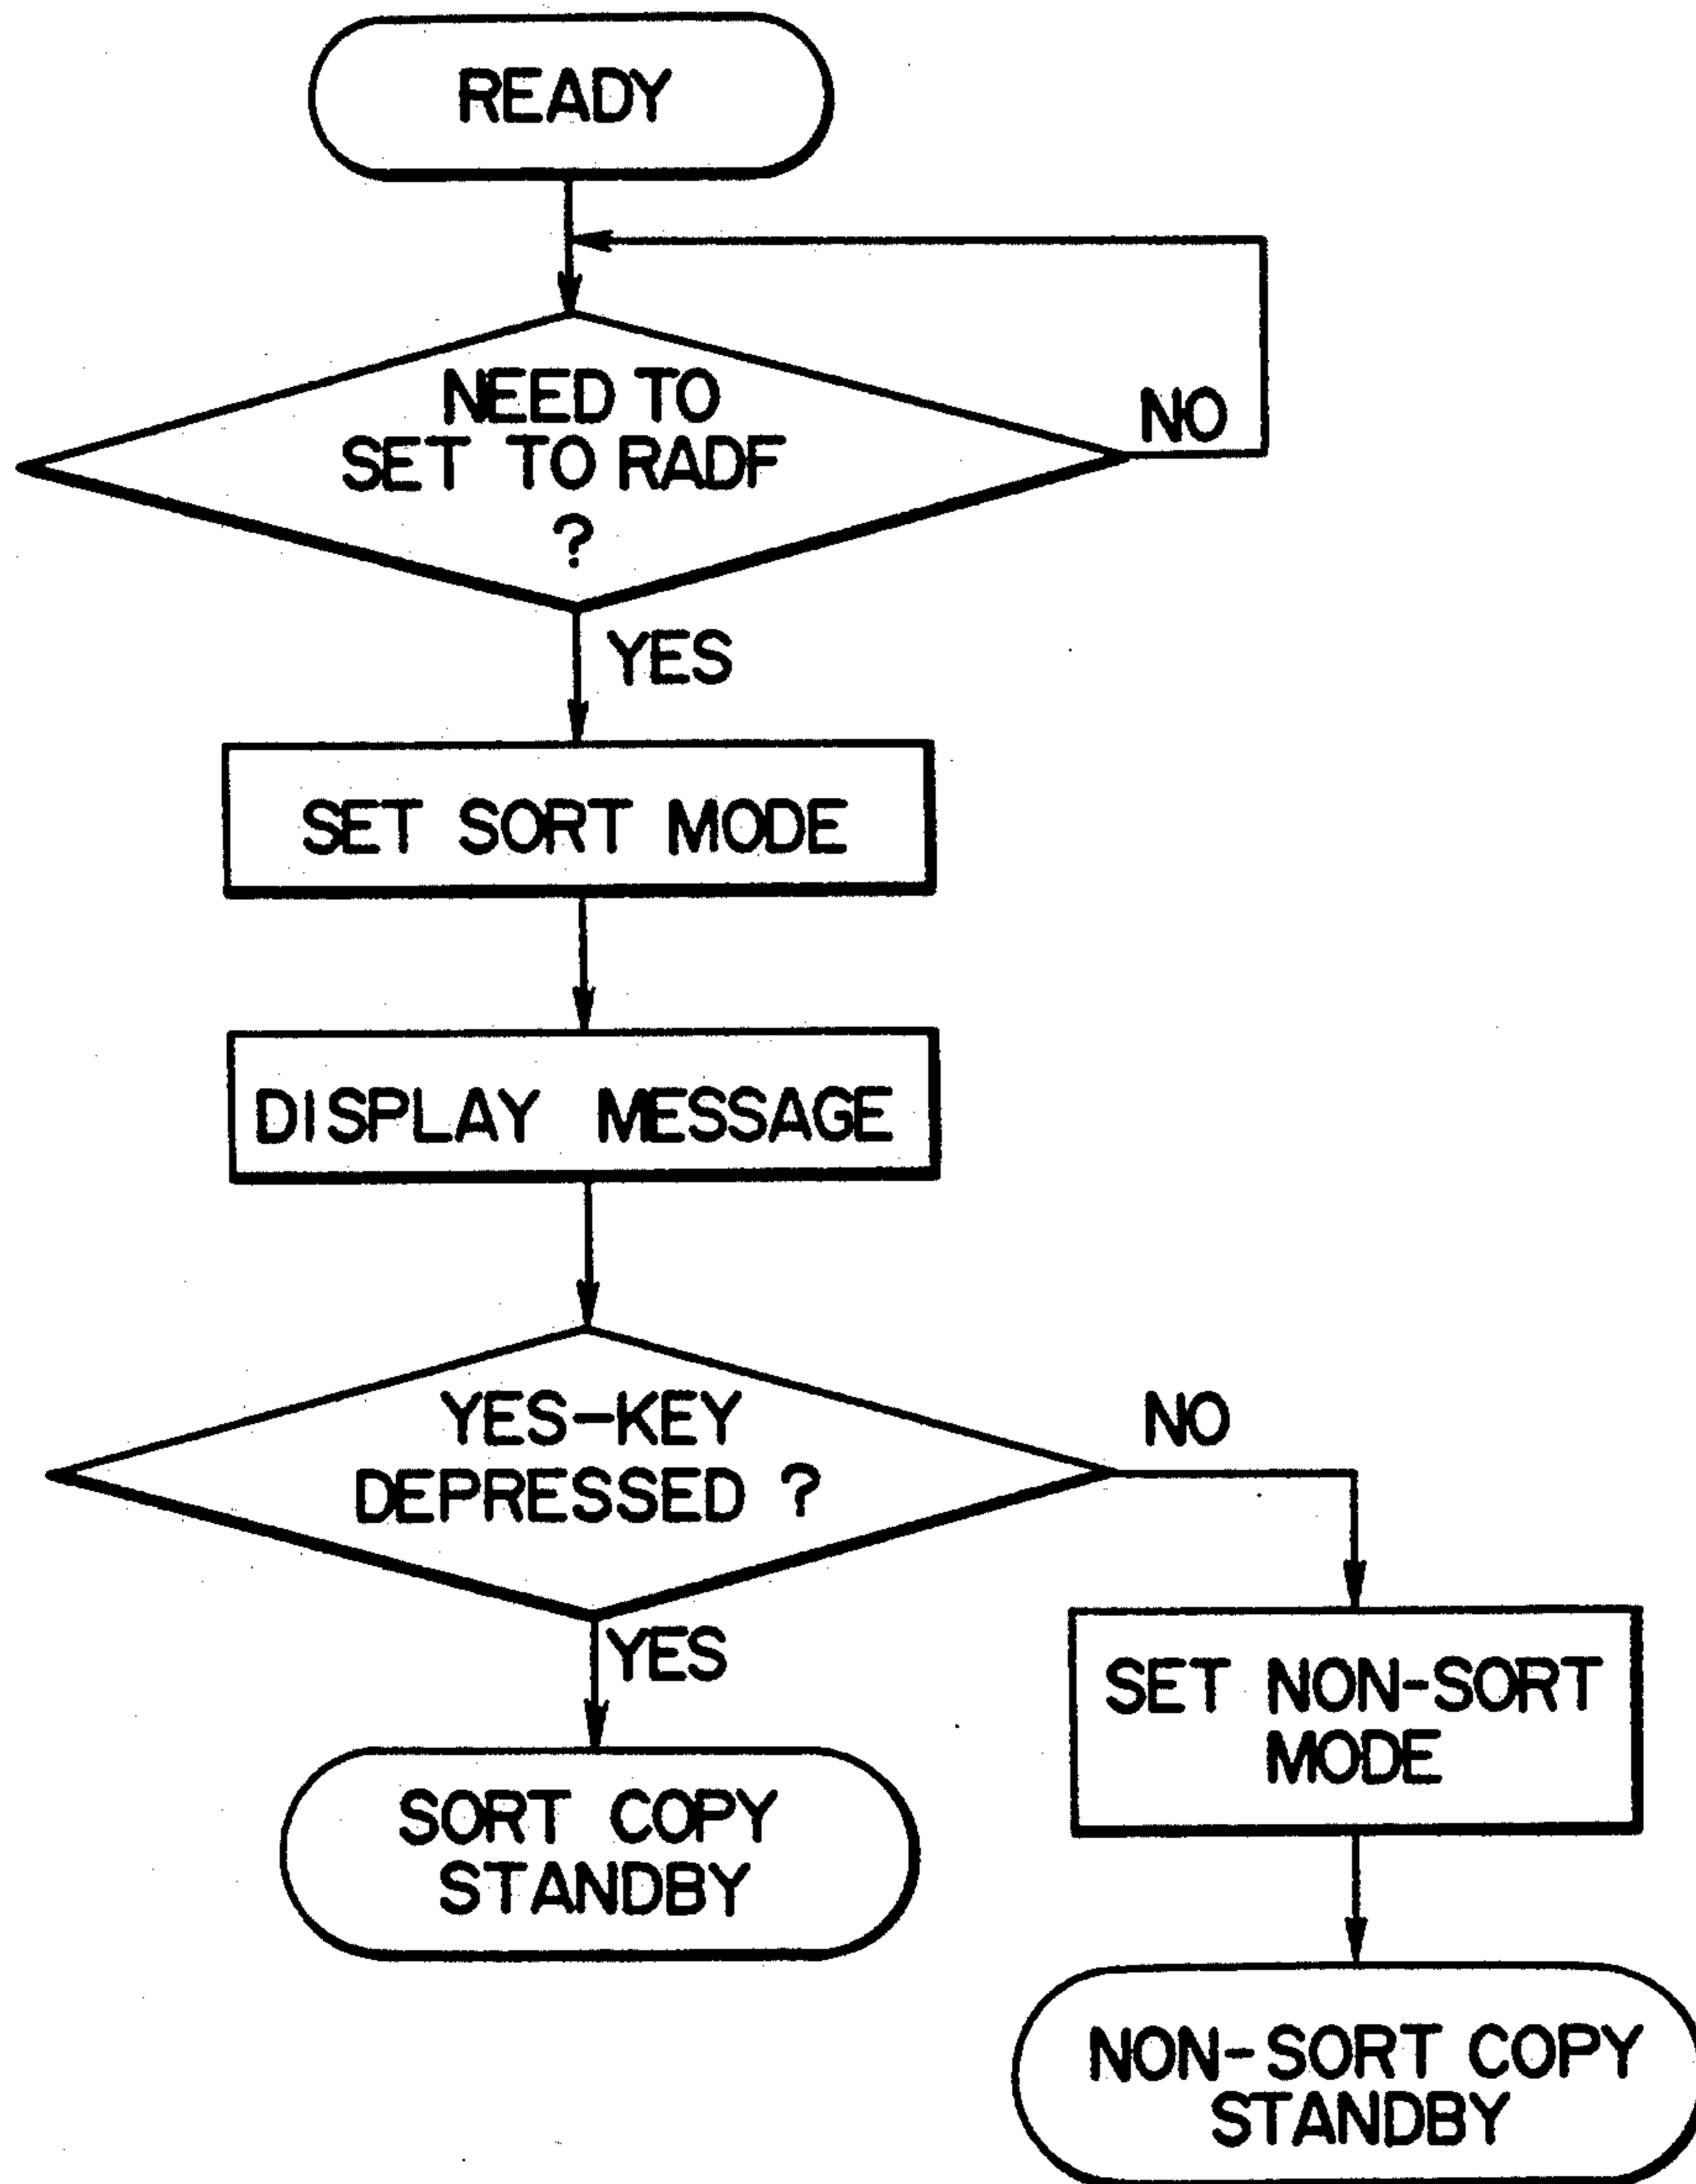 READY
NEED TO
SET TO RADF
?
NO
YES
SET SORT MODE
DISPLAY MESSAGE
YES-KEY
DEPRESSED ?
NO
YES
SET NON-SORT
MODE
SORT COPY
STANDBY
NON-SORT COPY
STANDBY